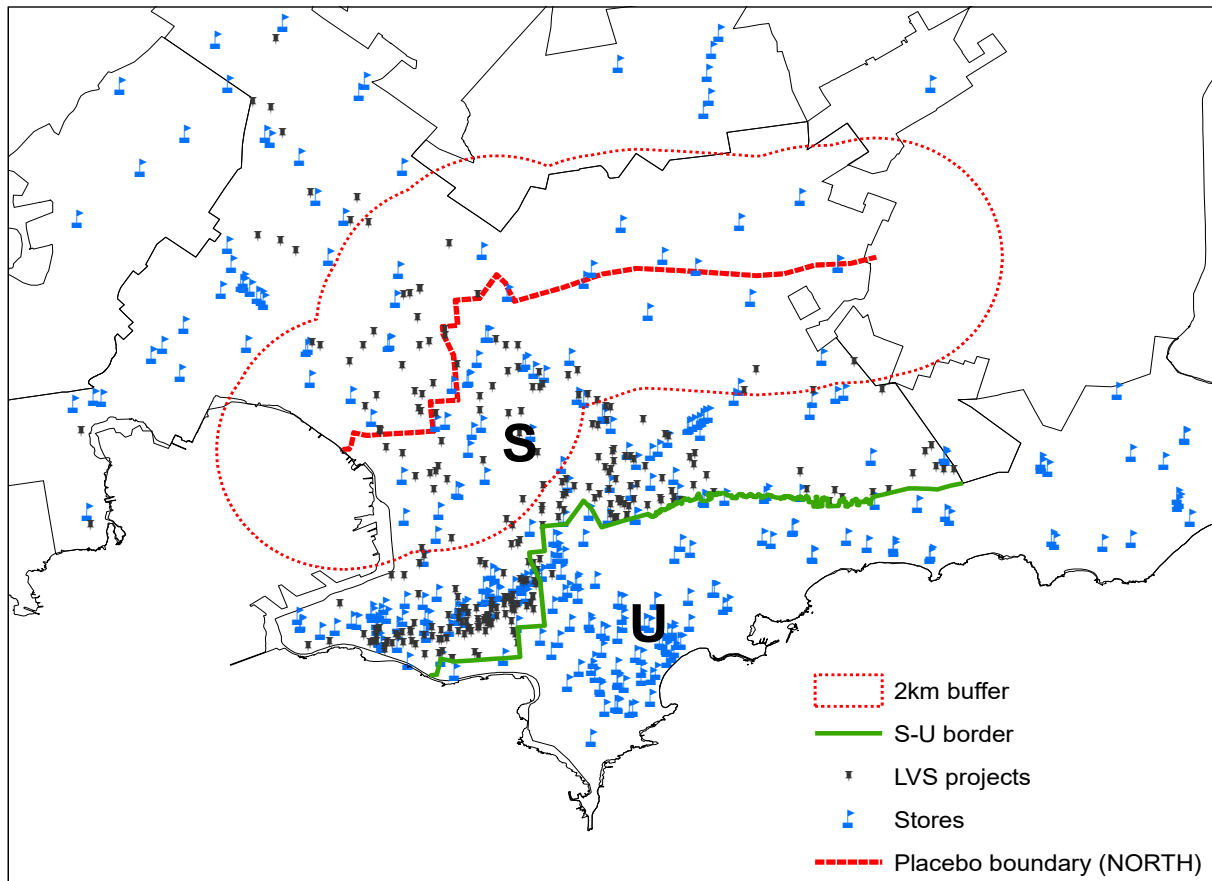 S
U
2km buffer
S-U border
LVS projects
Stores
Placebo boundary (NORTH)